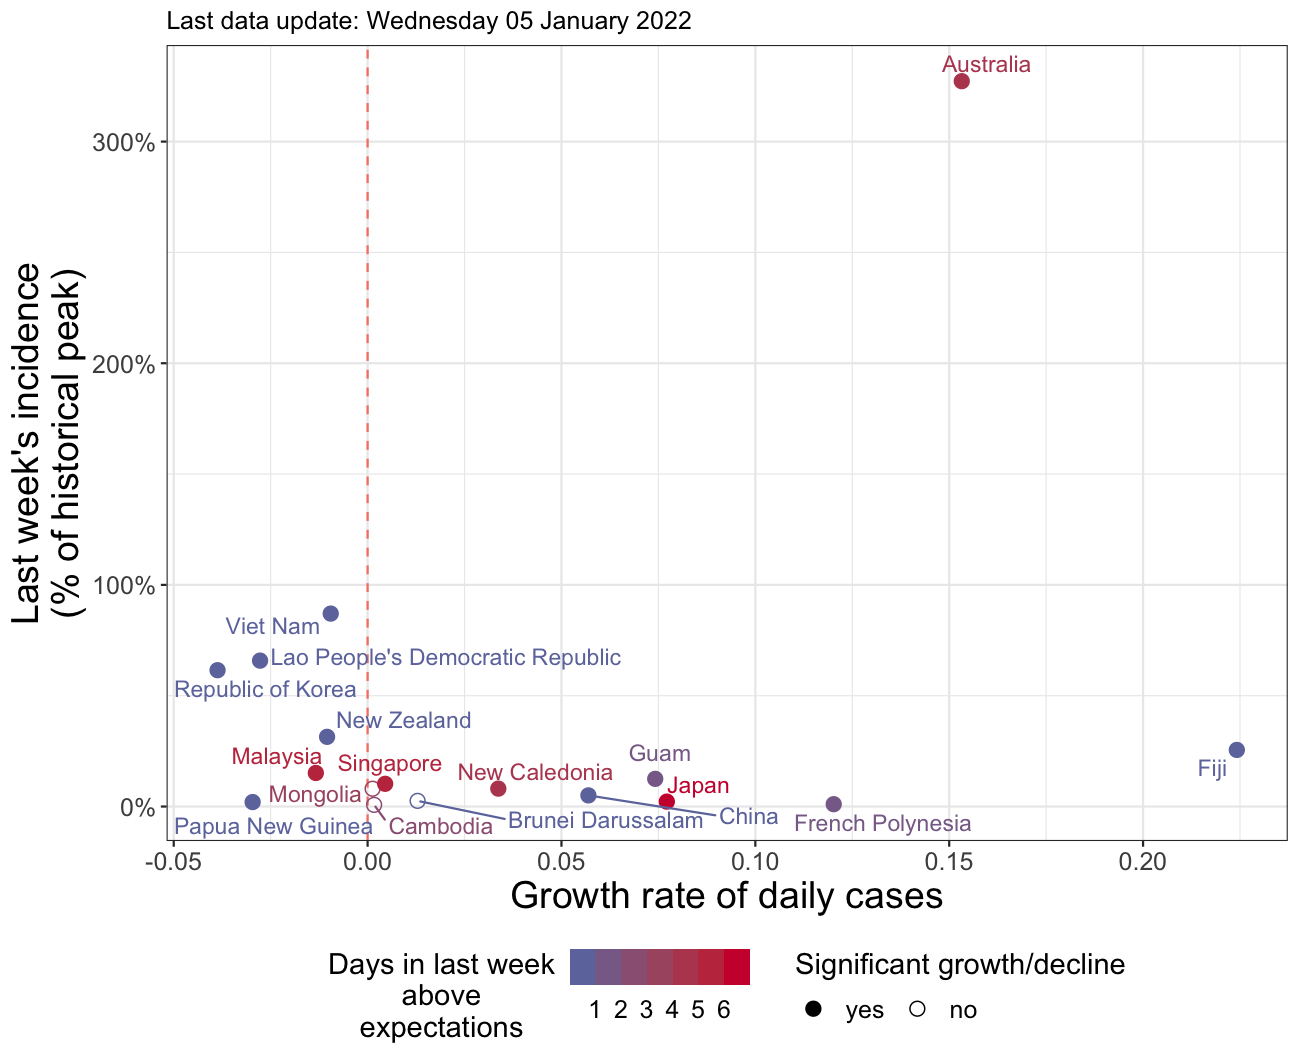 Last data update: Wednesday 05 January 2022
Last week's incidence
(% of historical peak)
300%
200%
100%
0%
Australia
Viet Nam
Lao People's Democratic Republic
Republic of Korea
New Zealand
Malaysia
Singapore
Guam
New Caledonia
Fiji
Japan
Mongolia
Papua New Guinea
Cambodia
Brunei Darussalam
China
French Polynesia
-0.05
0.00
0.05
0.10
0.15
0.20
Growth rate of daily cases
Days in last week
above
expectations
1 2 3 4 5 6
Significant growth/decline
yes
no